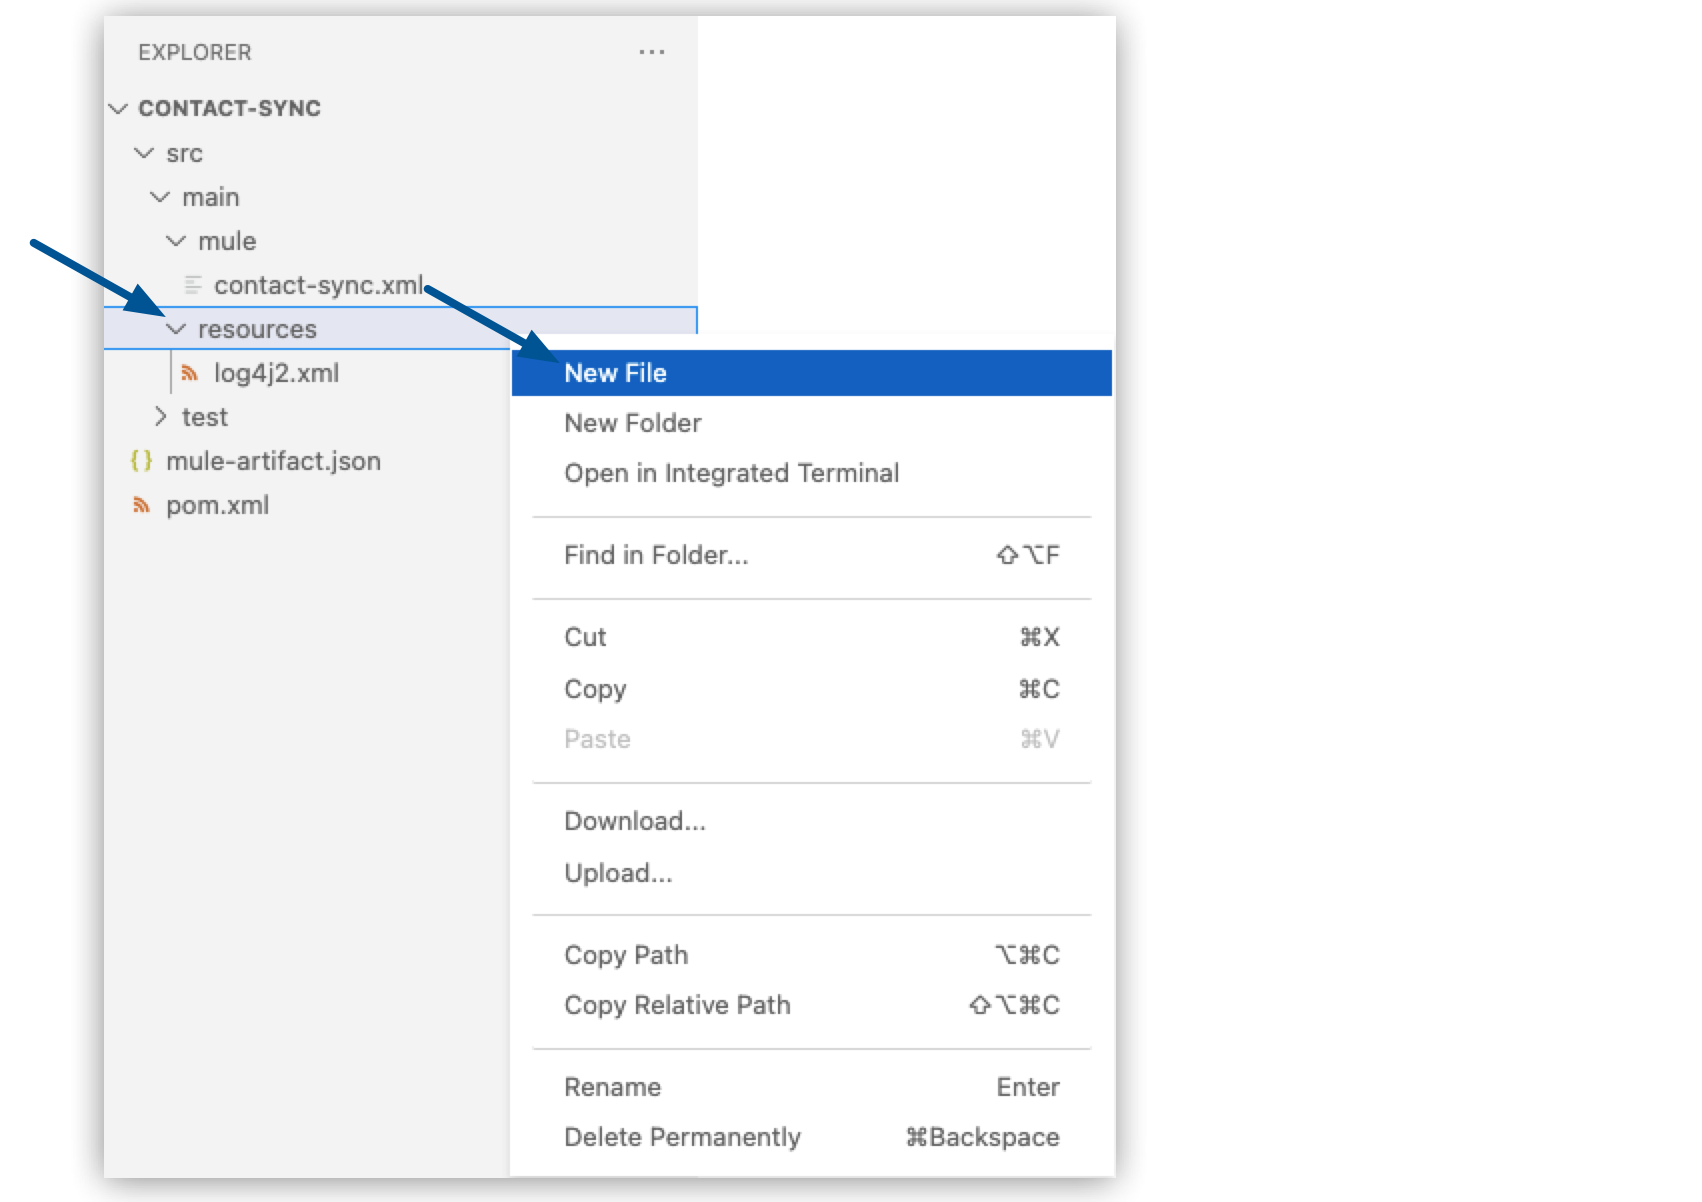 EXPLORER
CONTACT-SYNC
src
main
mule
contact-sync.xml
resources
log4j2.xml
test
mule-artifact.json
pom.xml
New File
New Folder
Open in Integrated Terminal
Find in Folder... ⇧⌥F
Cut ⌘X
Copy ⌘C
Paste ⌘V
Download...
Upload...
Copy Path ⌥⌘C
Copy Relative Path ⇧⌥⌘C
Rename Enter
Delete Permanently ⌘Backspace